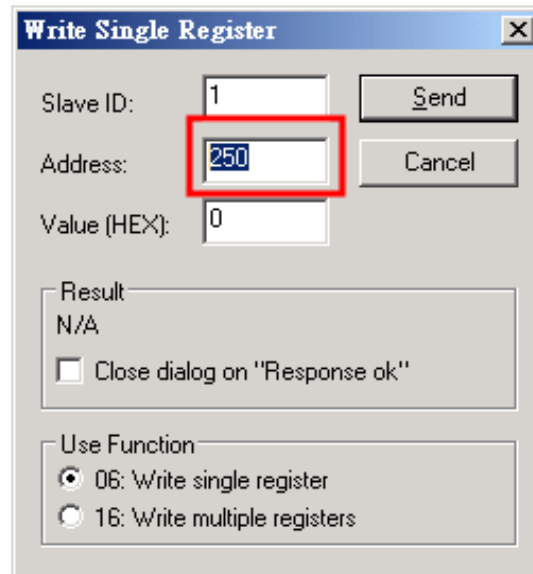 Write Single Register
Slave ID: 1 Send
Address: 250 Cancel
Value (HEX): 0
Result
N/A
Close dialog on "Response ok"
Use Function
06: Write single register
16: Write multiple registers